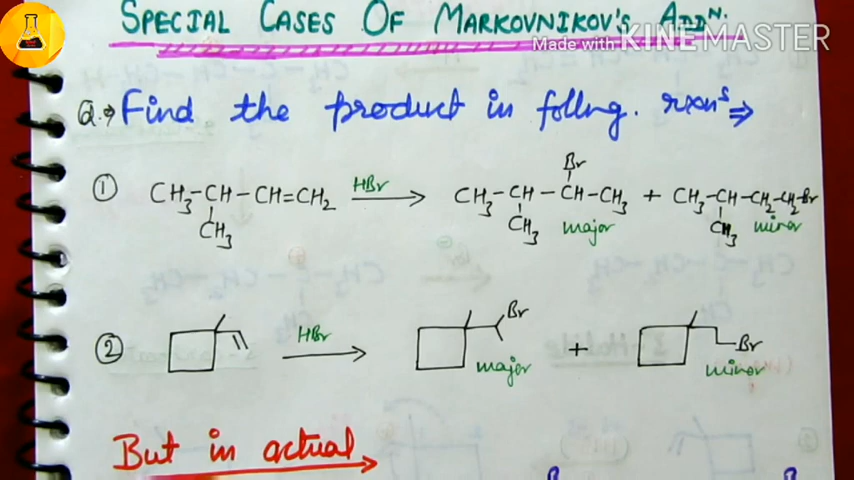 SPECIAL CASES OF MARKOVNIKOV'S ADDN.
Made with KINEMASTER
Q.→ Find the product in follng. rxns ⇒
① CH3-CH-CH=CH2 HBr → CH3-CH-CH-CH3 + CH3-CH-CH2-CH2-Br
Br
CH3 CH3 major CH3 minor
② HBr → Br major + Br minor
But in actual